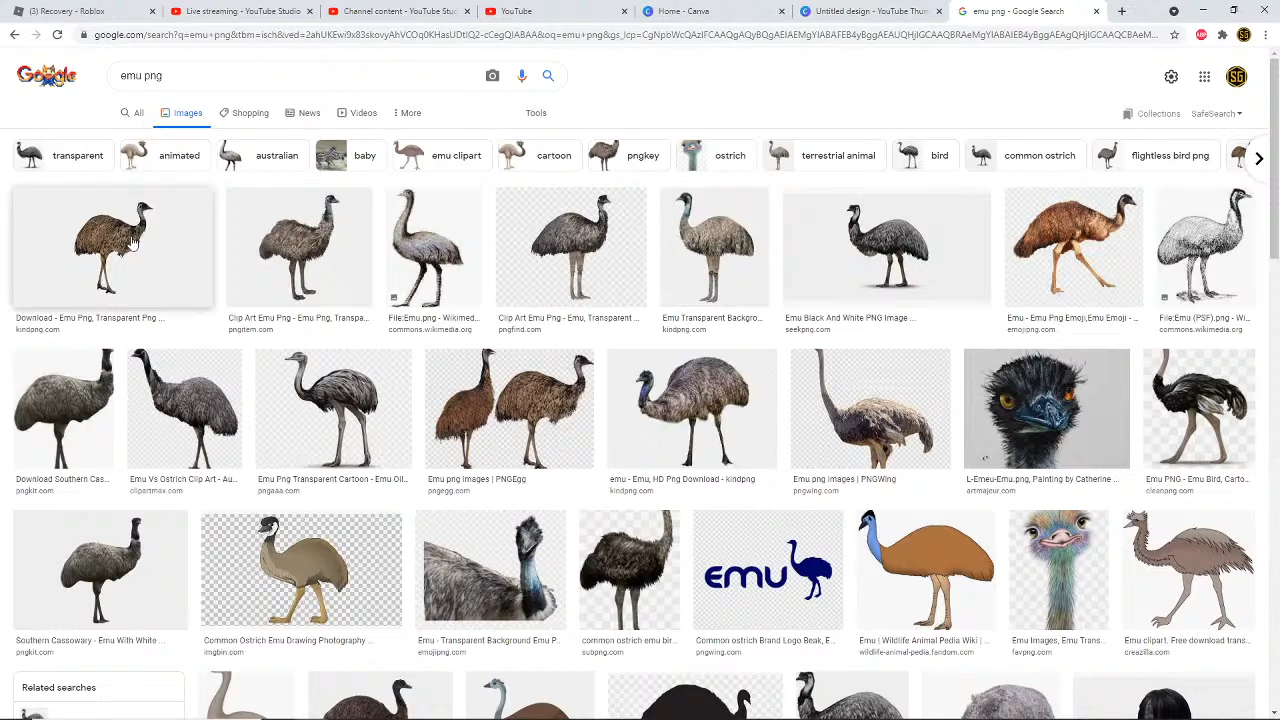 (3) Recovery - Roblox
Live streaming - YouTube Studio
Channel content - YouTube Stu
YouTube
Home - Canva
Untitled design - YouTube Thum
emu png - Google Search
google.com/search?q=emu+png&tbm=isch&ved=2ahUKEwi9x83skovyAhVCOq0KHasUDtIQ2-cCegQIABAA&oq=emu+png&gs_lcp=
Google
emu png
SG
All
Images
Shopping
News
Videos
More
Tools
Collections
SafeSearch
transparent
animated
australian
baby
emu clipart
cartoon
pngkey
ostrich
terrestrial animal
bird
common ostrich
flightless bird png
Download - Emu Png, Transparent Png ...
Clip Art Emu Png - Emu Png, Transpa...
File:Emu.png - Wikimed...
Clip Art Emu Png - Emu, Transparent ...
Emu Transparent Backgro...
Emu Black And White PNG Image ...
Emu - Emu Png Emoji,Emu Emoji - ...
File:Emu (PSF).png - Wi...
kindpng.com
pngitem.com
commons.wikimedia.org
pngfind.com
kindpng.com
seekpng.com
emojipng.com
commons.wikimedia.org
Download Southern Cas...
Emu Vs Ostrich Clip Art - Au...
Emu Png Transparent Cartoon - Emu Oil...
Emu png images | PNGEgg
emu - Emu, HD Png Download - kindpng
Emu png images | PNGWing
L-Emeu-Emu.png, Painting by Catherine ...
Emu PNG - Emu Bird, Carto...
pngkit.com
clipartmax.com
pngaaa.com
pngegg.com
kindpng.com
pngwing.com
artmajeur.com
cleanpng.com
emu
Southern Cassoway - Emu With White ...
Common Ostrich Emu Drawing Photography ...
Emu - Transparent Background Emu P...
common ostrich emu bir...
Common ostrich Brand Logo Beak, E...
Emu | Wildlife Animal Pedia Wiki | ...
Emu Images, Emu Trans...
Emu clipart. Free download trans...
pngkit.com
imgbin.com
emojipng.com
subpng.com
pngwing.com
wildlife-animal-pedia.fandom.com
favpng.com
creazilla.com
Related searches